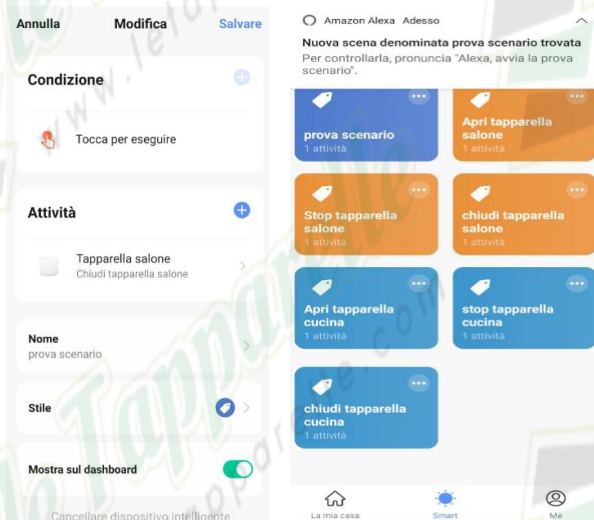 Annulla Modifica Salvare
Condizione
Tocca per eseguire
Attività
Tapparella salone
Chiudi tapparella salone
Nome
prova scenario
Stile
Mostra sul dashboard
Cancellare dispositivo intelligente
Amazon Alexa Adesso
Nuova scena denominata prova scenario trovata
Per controllarla, pronuncia "Alexa, avvia la prova
scenario".
prova scenario
1 attività
Apri tapparella
salone
1 attività
Stop tapparella
salone
1 attività
chiudi tapparella
salone
1 attività
Apri tapparella
cucina
1 attività
stop tapparella
cucina
1 attività
chiudi tapparella
cucina
1 attività
La mia casa Smart Me